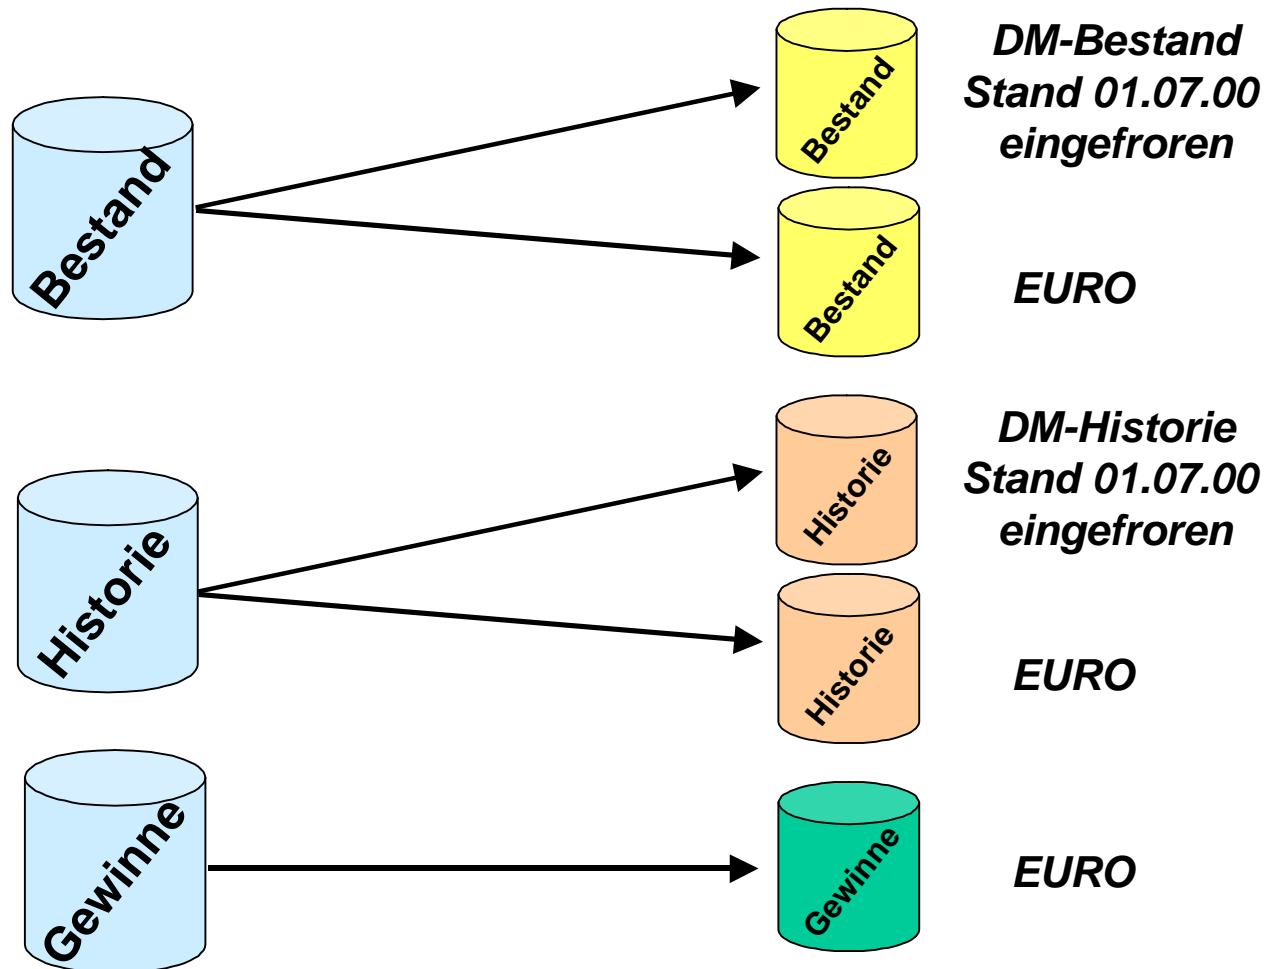 Bestand
Bestand
DM-Bestand
Stand 01.07.00
eingefroren
Bestand
EURO
Historie
Historie
DM-Historie
Stand 01.07.00
eingefroren
Historie
EURO
Gewinne
Gewinne
EURO